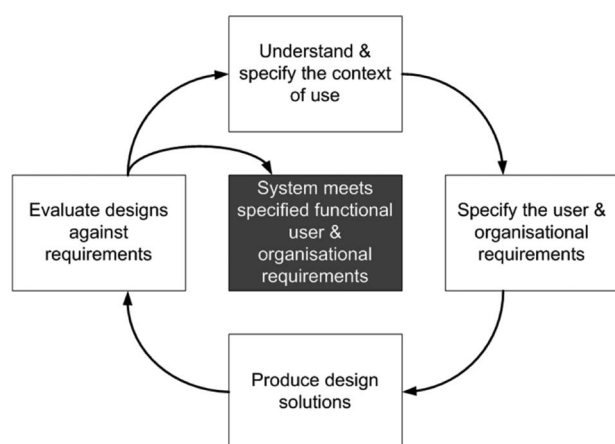 Understand &
specify the context
of use
Evaluate designs
against
requirements
System meets
specified functional
user &
organisational
requirements
Specify the user &
organisational
requirements
Produce design
solutions